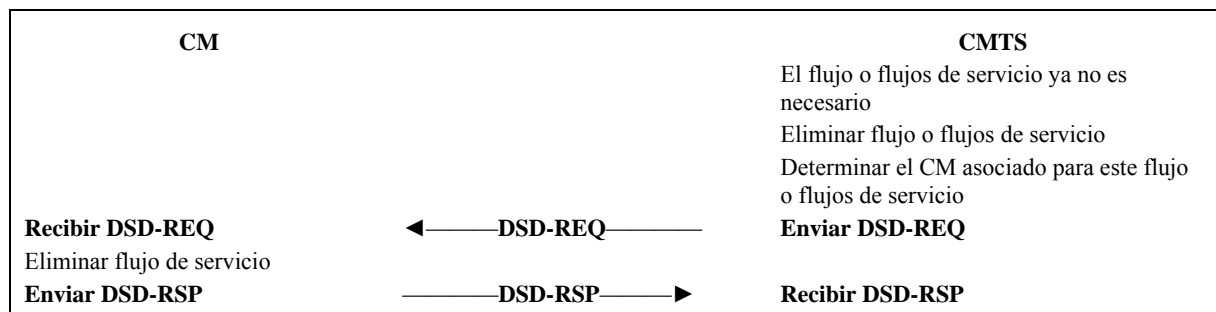 CM CMTS
El flujo o flujos de servicio ya no es
necesario
Eliminar flujo o flujos de servicio
Determinar el CM asociado para este flujo
o flujos de servicio
Recibir DSD-REQ ◄———DSD-REQ———— Enviar DSD-REQ
Eliminar flujo de servicio
Enviar DSD-RSP ————DSD-RSP———► Recibir DSD-RSP